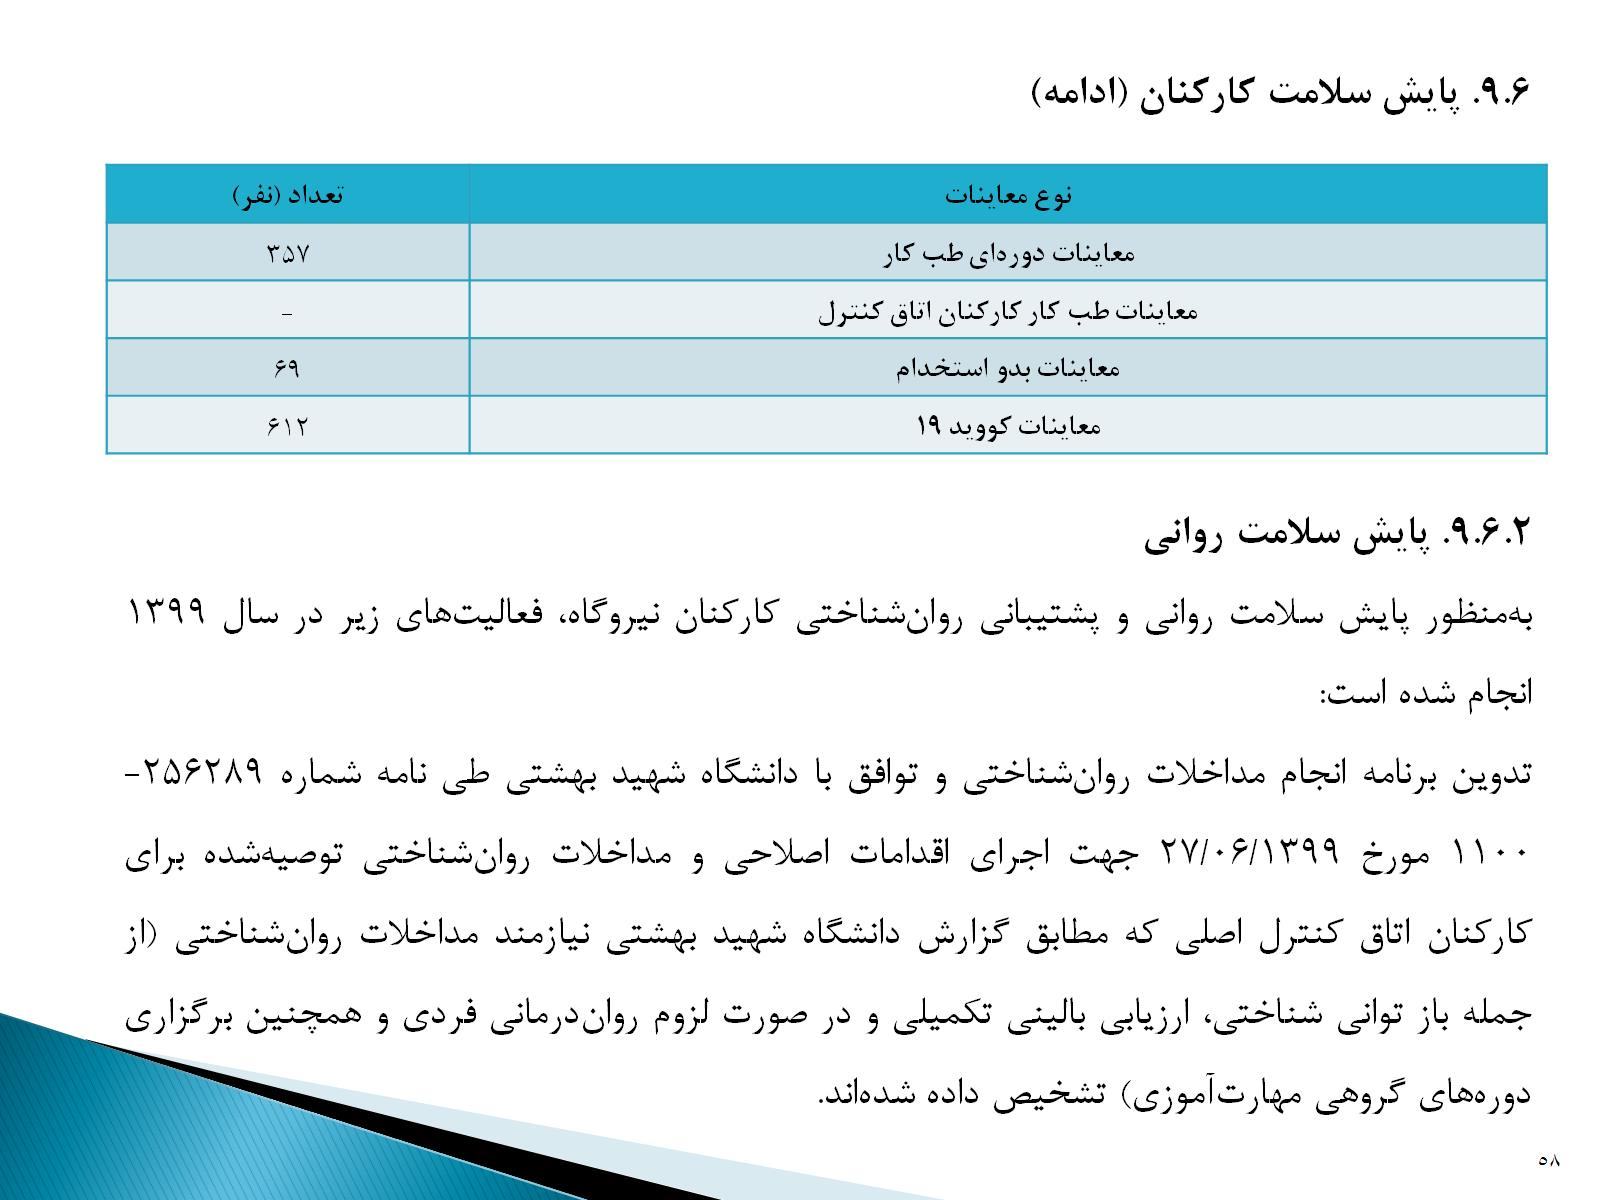 ۹.۶. پایش سلامت کارکنان (ادامه)
نوع معاینات	تعداد (نفر)
معاینات دوره‌ای طب کار	۳۵۷
معاینات طب کار کارکنان اتاق کنترل	-
معاینات بدو استخدام	۶۹
معاینات کووید ۱۹	۶۱۲
۹.۶.۲. پایش سلامت روانی
به‌منظور پایش سلامت روانی و پشتیبانی روان‌شناختی کارکنان نیروگاه، فعالیت‌های زیر در سال ۱۳۹۹
انجام شده است:
تدوین برنامه انجام مداخلات روان‌شناختی و توافق با دانشگاه شهید بهشتی طی نامه شماره ۲۵۶۲۸۹-
۱۱۰۰ مورخ ۲۷/۰۶/۱۳۹۹ جهت اجرای اقدامات اصلاحی و مداخلات روان‌شناختی توصیه‌شده برای
کارکنان اتاق کنترل اصلی که مطابق گزارش دانشگاه شهید بهشتی نیازمند مداخلات روان‌شناختی (از
جمله باز توانی شناختی، ارزیابی بالینی تکمیلی و در صورت لزوم روان‌درمانی فردی و همچنین برگزاری
دوره‌های گروهی مهارت‌آموزی) تشخیص داده شده‌اند.
۵۸